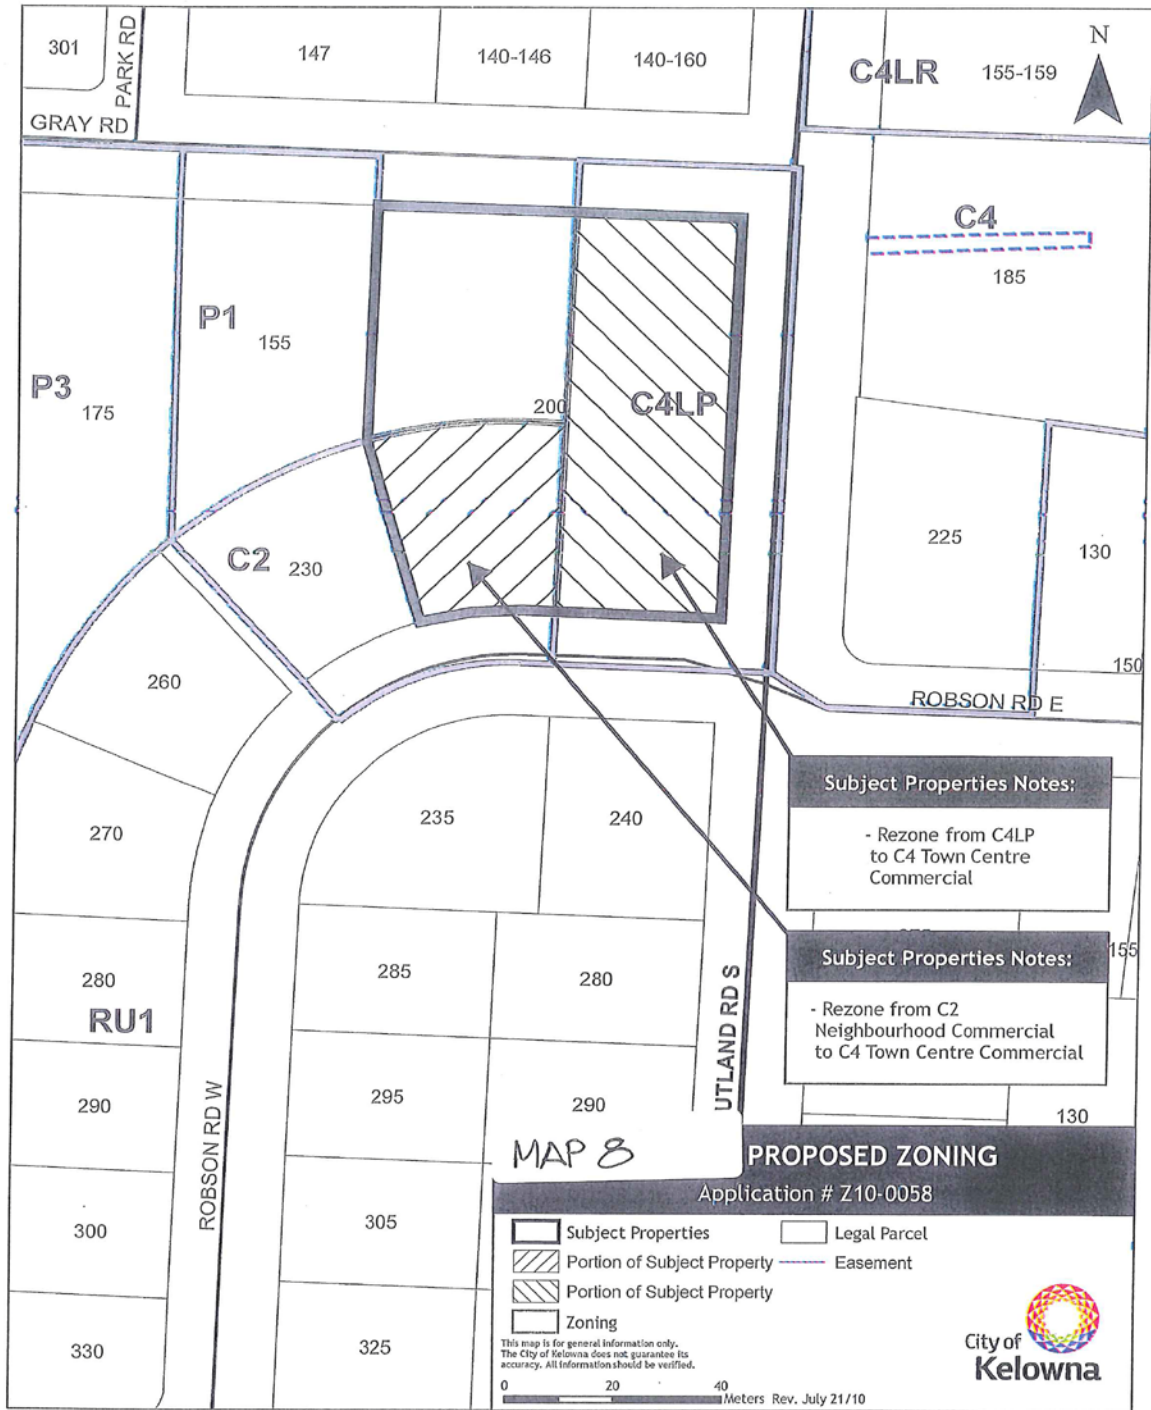 301
PARK RD
147
140-146
140-160
C4LR
155-159
N
GRAY RD
C4
185
P1
155
P3
175
200
C4LP
C2
230
225
130
260
150
ROBSON RD E
270
235
240
Subject Properties Notes:
- Rezone from C4LP
to C4 Town Centre
Commercial
155
280
RU1
285
280
UTLAND RD S
Subject Properties Notes:
- Rezone from C2
Neighbourhood Commercial
to C4 Town Centre Commercial
290
ROBSON RD W
295
290
130
MAP 8
PROPOSED ZONING
Application # Z10-0058
300
305
Subject Properties
Legal Parcel
Portion of Subject Property
Easement
Portion of Subject Property
Zoning
330
325
This map is for general information only.
The City of Kelowna does not guarantee its
accuracy. All information should be verified.
0 20 40
Meters Rev. July 21/10
City of
Kelowna